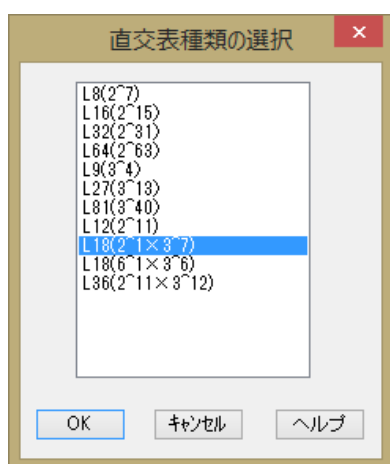 直交表種類の選択
×
L8(2^7)
L16(2^15)
L32(2^31)
L64(2^63)
L9(3^4)
L27(3^13)
L81(3^40)
L12(2^11)
L18(2^1×3^7)
L18(6^1×3^6)
L36(2^11×3^12)
OK ｷｬﾝｾﾙ ヘルプ